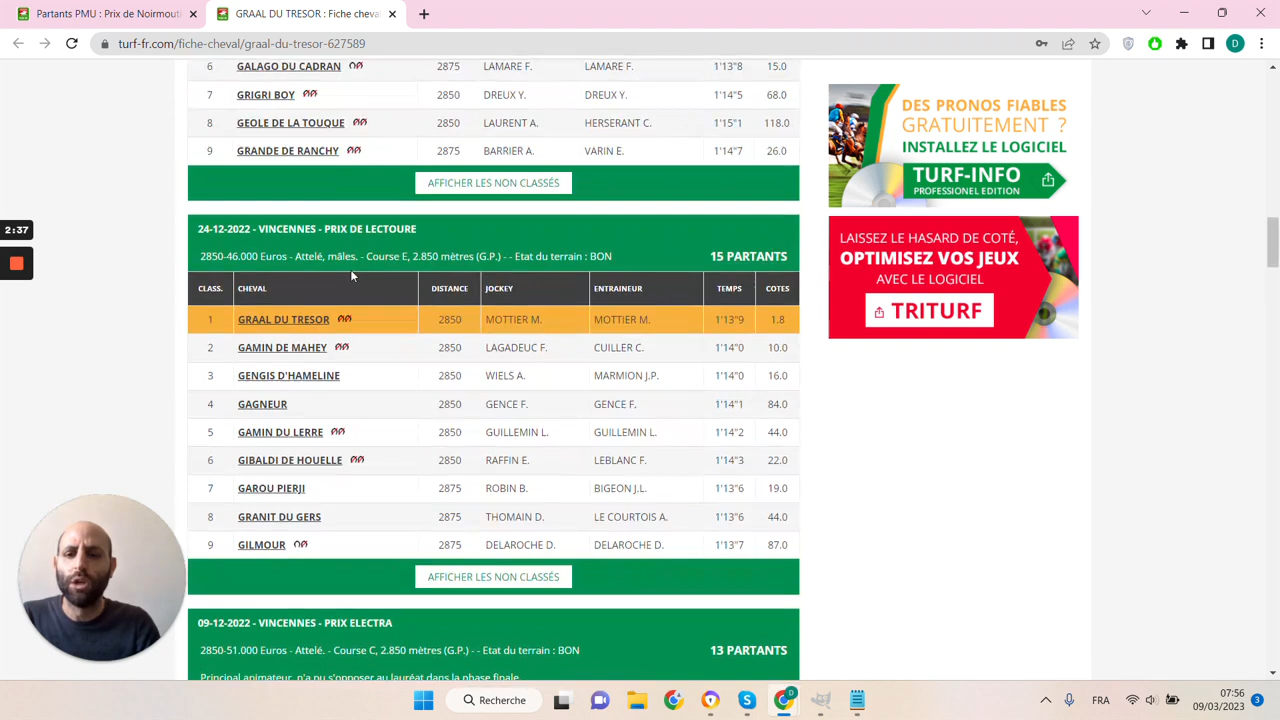 Partants PMU : Prix de Noirmout
GRAAL DU TRESOR : Fiche cheval
turf-fr.com/fiche-cheval/graal-du-tresor-627589
D
6 GALAGO DU CADRAN 2875 LAMARE F. LAMARE F. 1'13"8 15.0
7 GRIGRI BOY 2850 DREUX Y. DREUX Y. 1'14"5 68.0
8 GEOLE DE LA TOUQUE 2850 LAURENT A. HERSERANT C. 1'15"1 118.0
9 GRANDE DE RANCHY 2875 BARRIER A. VARIN E. 1'14"7 26.0
AFFICHER LES NON CLASSÉS
24-12-2022 - VINCENNES - PRIX DE LECTOURE
2850-46.000 Euros - Attelé, mâles. - Course E, 2.850 mètres (G.P.) - - Etat du terrain : BON 15 PARTANTS
CLASS. CHEVAL DISTANCE JOCKEY ENTRAINEUR TEMPS COTES
1 GRAAL DU TRESOR 2850 MOTTIER M. MOTTIER M. 1'13"9 1.8
2 GAMIN DE MAHEY 2850 LAGADEUC F. CUILLER C. 1'14"0 10.0
3 GENGIS D'HAMELINE 2850 WIELS A. MARMION J.P. 1'14"0 16.0
4 GAGNEUR 2850 GENCE F. GENCE F. 1'14"1 84.0
5 GAMIN DU LERRE 2850 GUILLEMIN L. GUILLEMIN L. 1'14"2 44.0
6 GIBALDI DE HOUELLE 2850 RAFFIN E. LEBLANC F. 1'14"3 22.0
7 GAROU PIERJI 2875 ROBIN B. BIGEON J.L. 1'13"6 19.0
8 GRANIT DU GERS 2875 THOMAIN D. LE COURTOIS A. 1'13"6 44.0
9 GILMOUR 2875 DELAROCHE D. DELAROCHE D. 1'13"7 87.0
AFFICHER LES NON CLASSÉS
09-12-2022 - VINCENNES - PRIX ELECTRA
2850-51.000 Euros - Attelé. - Course C, 2.850 mètres (G.P.) - - Etat du terrain : BON 13 PARTANTS
Principal animateur, n'a pu s'opposer au lauréat dans la phase finale.
DES PRONOS FIABLES
GRATUITEMENT ?
INSTALLEZ LE LOGICIEL
TURF-INFO
PROFESSIONEL EDITION
LAISSEZ LE HASARD DE COTÉ,
OPTIMISEZ VOS JEUX
AVEC LE LOGICIEL
TRITURF
2:37
Recherche
D
FRA
07:56
09/03/2023
3